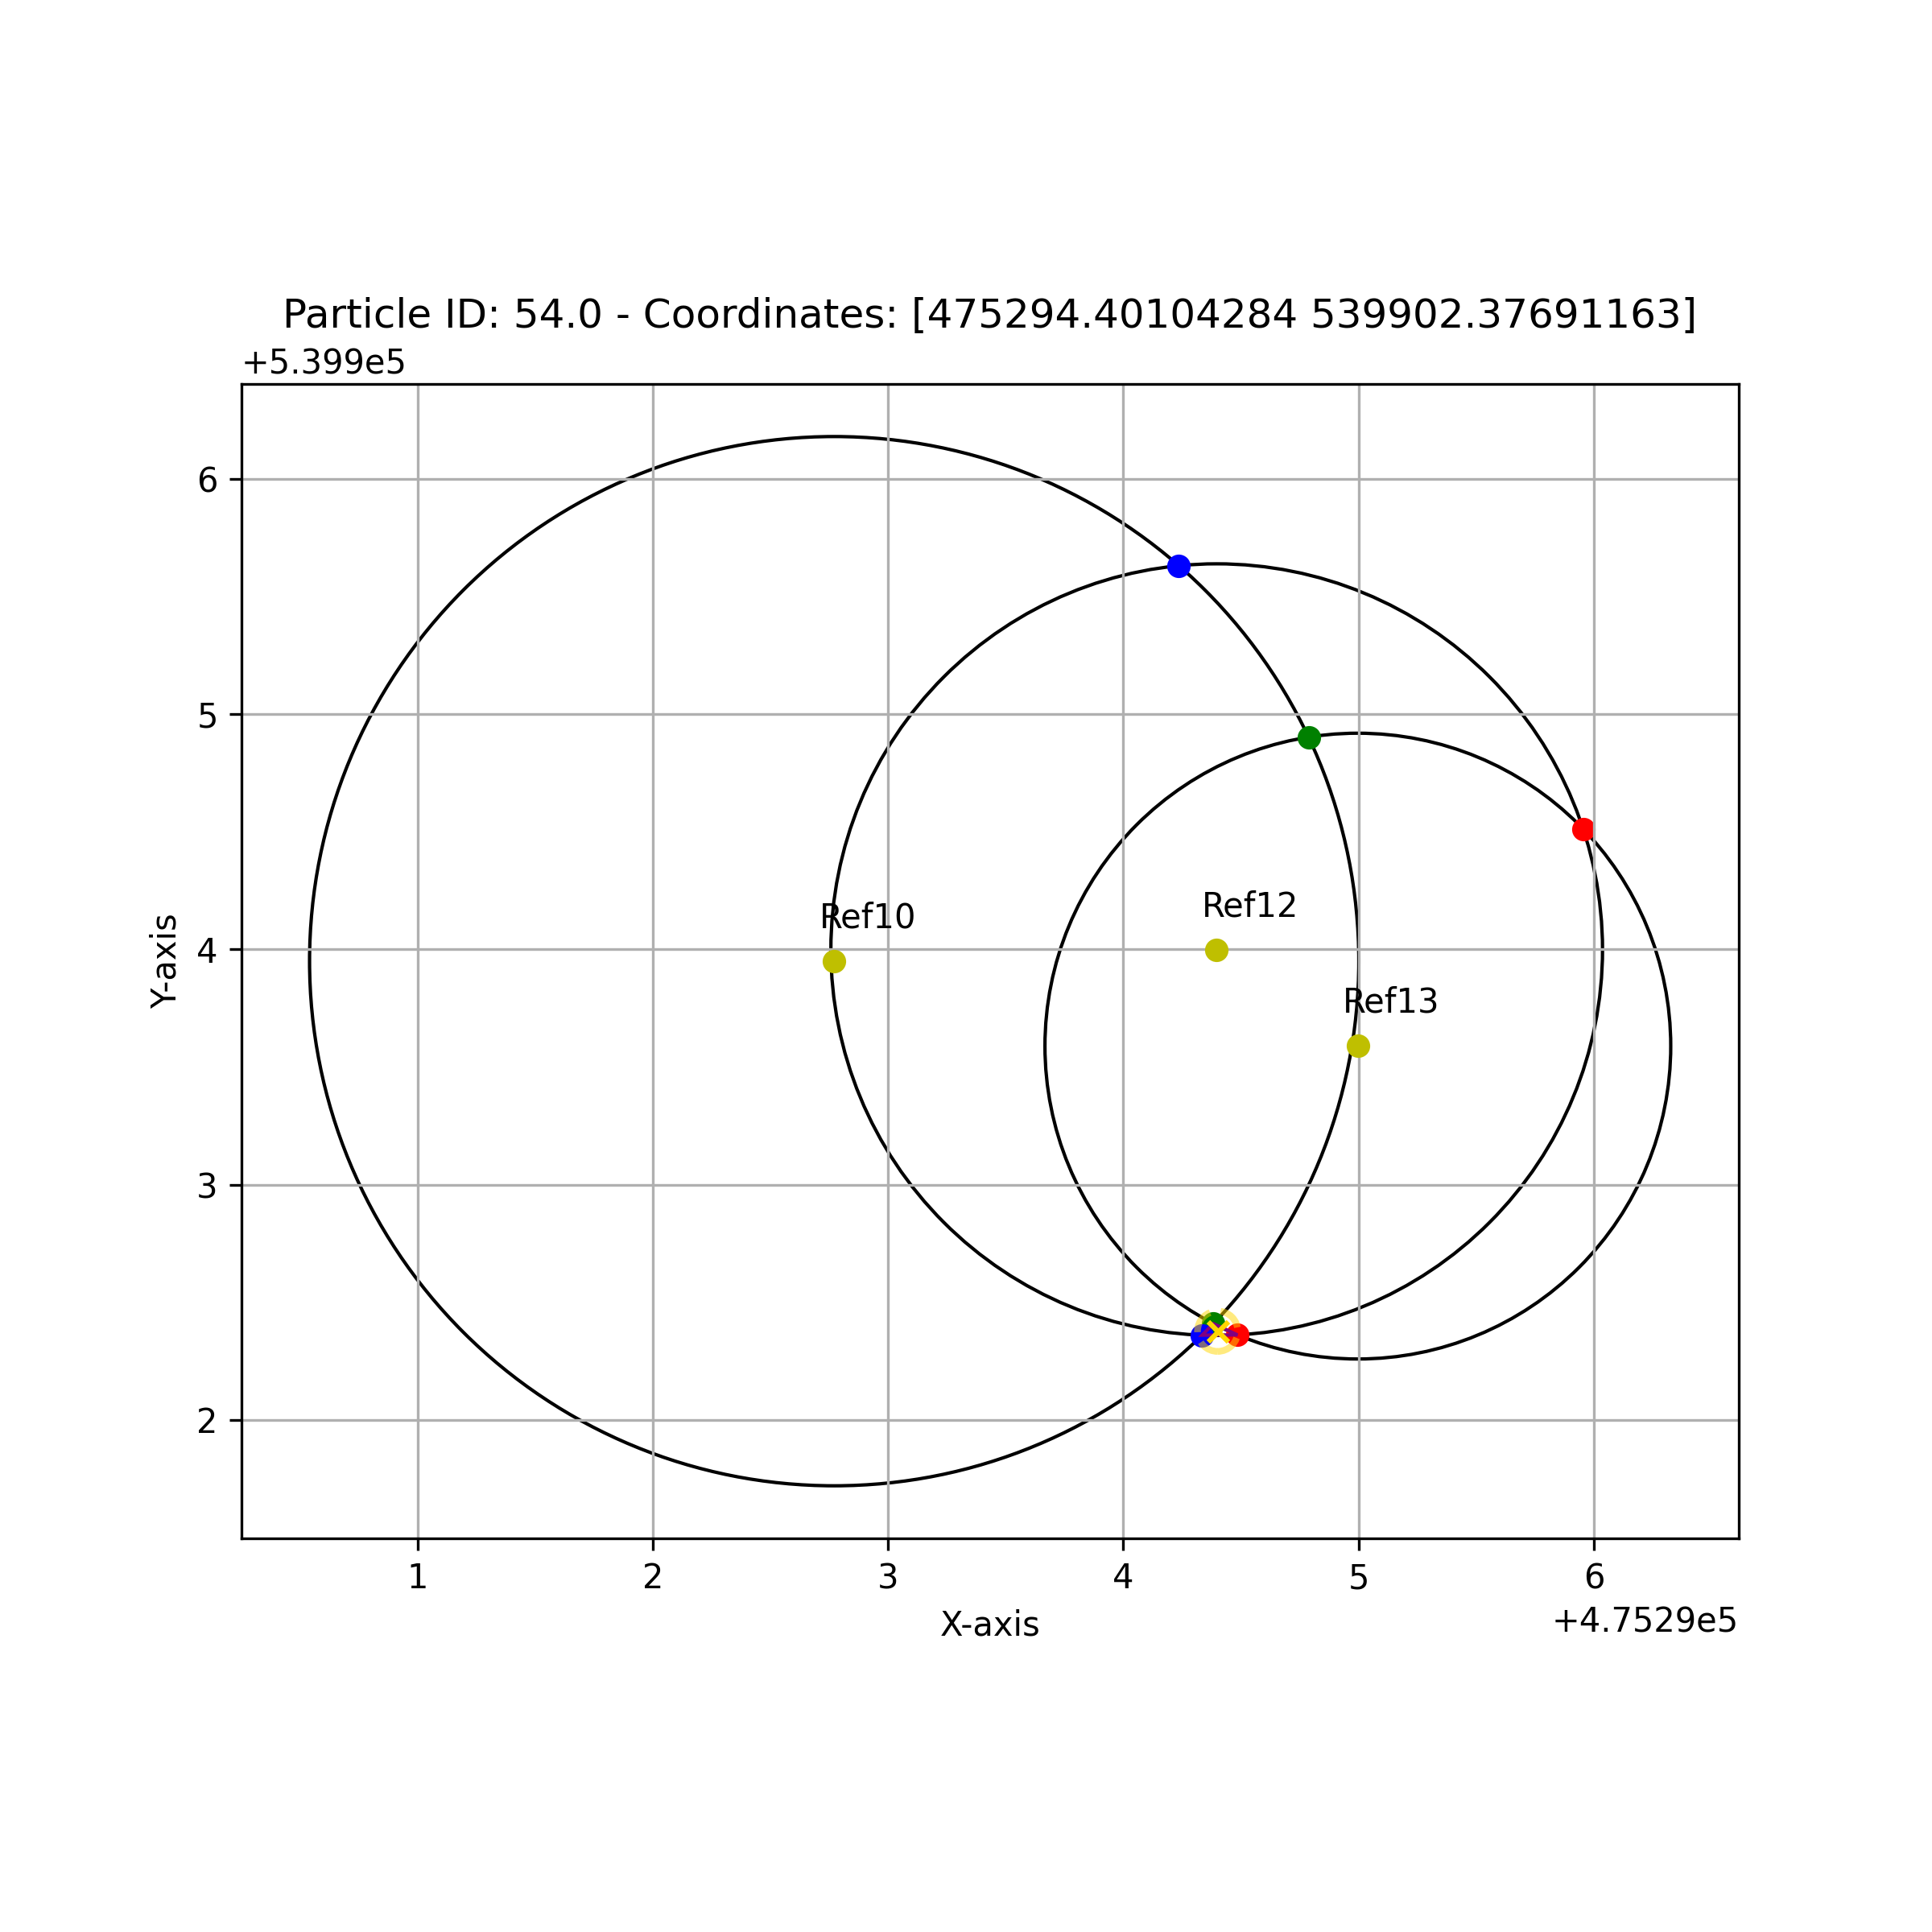 Particle ID: 54.0 - Coordinates: [475294.40104284 539902.37691163]
+5.399e5
6
5
Ref12
Ref10
4
Y-axis
Ref13
3
2
1 2 3 4 5 6
X-axis
+4.7529e5